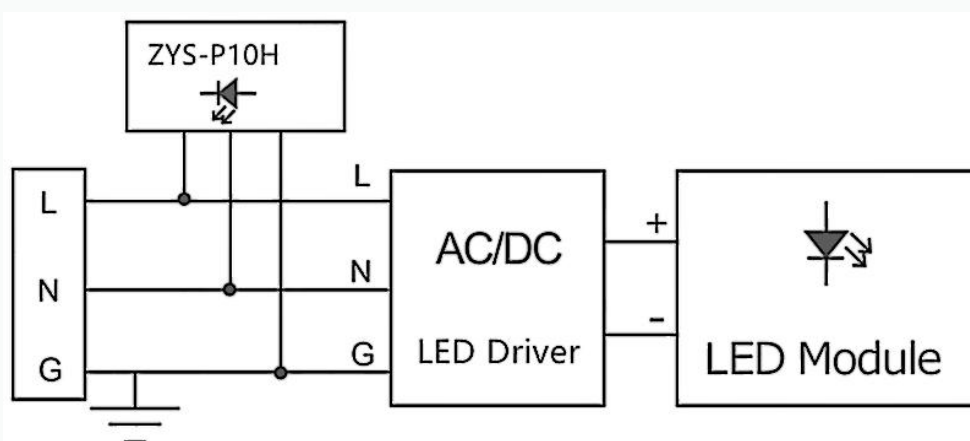 ZYS-P10H
L
L
N
N
G
G
AC/DC
LED Driver
+
-
LED Module